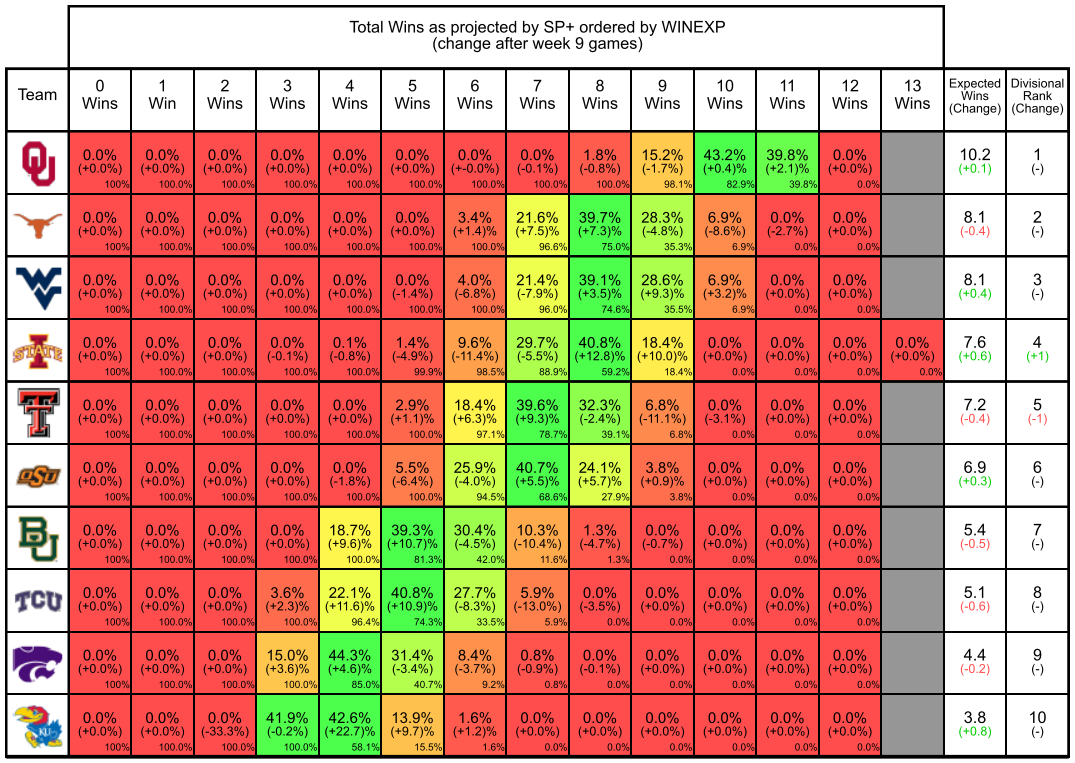 Total Wins as projected by SP+ ordered by WINEXP
(change after week 9 games)
Team 0 Wins 1 Win 2 Wins 3 Wins 4 Wins 5 Wins 6 Wins 7 Wins 8 Wins 9 Wins 10 Wins 11 Wins 12 Wins 13 Wins Expected Wins (Change) Divisional Rank (Change)
OU
0.0% 0.0% 0.0% 0.0% 0.0% 0.0% 0.0% 0.0% 1.8% 15.2% 43.2% 39.8% 0.0% 10.2 1
(+0.0%) (+0.0%) (+0.0%) (+0.0%) (+0.0%) (+0.0%) (+-0.0%) (-0.1%) (-0.8%) (-1.7%) (+0.4)% (+2.1)% (+0.0%) (+0.1) (-)
100% 100.0% 100.0% 100.0% 100.0% 100.0% 100.0% 100.0% 100.0% 98.1% 82.9% 39.8% 0.0%
0.0% 0.0% 0.0% 0.0% 0.0% 0.0% 3.4% 21.6% 39.7% 28.3% 6.9% 0.0% 0.0% 8.1 2
(+0.0%) (+0.0%) (+0.0%) (+0.0%) (+0.0%) (+0.0%) (+1.4)% (+7.5)% (+7.3)% (-4.8%) (-8.6%) (-2.7%) (+0.0%) (-0.4) (-)
100% 100.0% 100.0% 100.0% 100.0% 100.0% 100.0% 96.6% 75.0% 35.3% 6.9% 0.0% 0.0%
WV
0.0% 0.0% 0.0% 0.0% 0.0% 0.0% 4.0% 21.4% 39.1% 28.6% 6.9% 0.0% 0.0% 8.1 3
(+0.0%) (+0.0%) (+0.0%) (+0.0%) (+0.0%) (-1.4%) (-6.8%) (-7.9%) (+3.5)% (+9.3)% (+3.2)% (+0.0%) (+0.0%) (+0.4) (-)
100% 100.0% 100.0% 100.0% 100.0% 100.0% 100.0% 96.0% 74.6% 35.5% 6.9% 0.0% 0.0%
I STATE
0.0% 0.0% 0.0% 0.0% 0.1% 1.4% 9.6% 29.7% 40.8% 18.4% 0.0% 0.0% 0.0% 0.0% 7.6 4
(+0.0%) (+0.0%) (+0.0%) (-0.1%) (-0.8%) (-4.9%) (-11.4%) (-5.5%) (+12.8)% (+10.0)% (+0.0%) (+0.0%) (+0.0%) (+0.0%) (+0.6) (+1)
100% 100.0% 100.0% 100.0% 100.0% 99.9% 98.5% 88.9% 59.2% 18.4% 0.0% 0.0% 0.0% 0.0%
T
0.0% 0.0% 0.0% 0.0% 0.0% 2.9% 18.4% 39.6% 32.3% 6.8% 0.0% 0.0% 0.0% 7.2 5
(+0.0%) (+0.0%) (+0.0%) (+0.0%) (+0.0%) (+1.1)% (+6.3)% (+9.3)% (-2.4%) (-11.1%) (-3.1%) (+0.0%) (+0.0%) (-0.4) (-1)
100% 100.0% 100.0% 100.0% 100.0% 100.0% 97.1% 78.7% 39.1% 6.8% 0.0% 0.0% 0.0%
OSU
0.0% 0.0% 0.0% 0.0% 0.0% 5.5% 25.9% 40.7% 24.1% 3.8% 0.0% 0.0% 0.0% 6.9 6
(+0.0%) (+0.0%) (+0.0%) (+0.0%) (-1.8%) (-6.4%) (-4.0%) (+5.5)% (+5.7)% (+0.9)% (+0.0%) (+0.0%) (+0.0%) (+0.3) (-)
100% 100.0% 100.0% 100.0% 100.0% 100.0% 94.5% 68.6% 27.9% 3.8% 0.0% 0.0% 0.0%
BU
0.0% 0.0% 0.0% 0.0% 18.7% 39.3% 30.4% 10.3% 1.3% 0.0% 0.0% 0.0% 0.0% 5.4 7
(+0.0%) (+0.0%) (+0.0%) (+0.0%) (+9.6)% (+10.7)% (-4.5%) (-10.4%) (-4.7%) (-0.7%) (+0.0%) (+0.0%) (+0.0%) (-0.5) (-)
100% 100.0% 100.0% 100.0% 100.0% 81.3% 42.0% 11.6% 1.3% 0.0% 0.0% 0.0% 0.0%
TCU
0.0% 0.0% 0.0% 3.6% 22.1% 40.8% 27.7% 5.9% 0.0% 0.0% 0.0% 0.0% 0.0% 5.1 8
(+0.0%) (+0.0%) (+0.0%) (+2.3)% (+11.6)% (+10.9)% (-8.3%) (-13.0%) (-3.5%) (+0.0%) (+0.0%) (+0.0%) (+0.0%) (-0.6) (-)
100% 100.0% 100.0% 100.0% 96.4% 74.3% 33.5% 5.9% 0.0% 0.0% 0.0% 0.0% 0.0%
0.0% 0.0% 0.0% 15.0% 44.3% 31.4% 8.4% 0.8% 0.0% 0.0% 0.0% 0.0% 0.0% 4.4 9
(+0.0%) (+0.0%) (+0.0%) (+3.6)% (+4.6)% (-3.4%) (-3.7%) (-0.9%) (-0.1%) (+0.0%) (+0.0%) (+0.0%) (+0.0%) (-0.2) (-)
100% 100.0% 100.0% 100.0% 85.0% 40.7% 9.2% 0.8% 0.0% 0.0% 0.0% 0.0% 0.0%
KU
0.0% 0.0% 0.0% 41.9% 42.6% 13.9% 1.6% 0.0% 0.0% 0.0% 0.0% 0.0% 0.0% 3.8 10
(+0.0%) (+0.0%) (-33.3%) (-0.2%) (+22.7)% (+9.7)% (+1.2)% (+0.0%) (+0.0%) (+0.0%) (+0.0%) (+0.0%) (+0.0%) (+0.8) (-)
100% 100.0% 100.0% 100.0% 58.1% 15.5% 1.6% 0.0% 0.0% 0.0% 0.0% 0.0% 0.0%